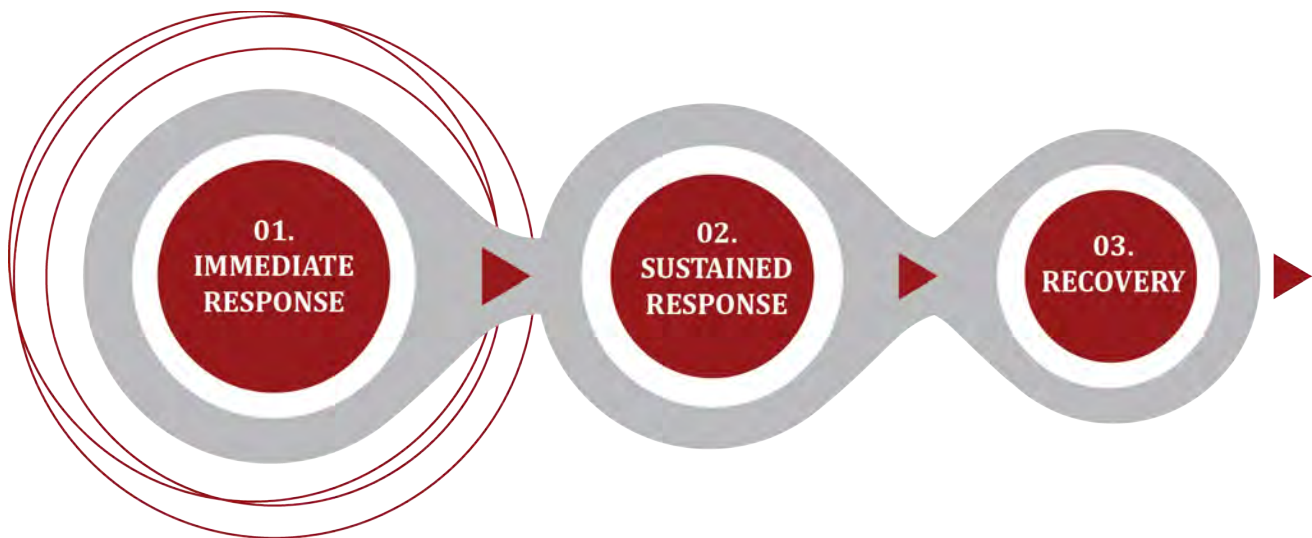 01.
IMMEDIATE
RESPONSE
02.
SUSTAINED
RESPONSE
03.
RECOVERY